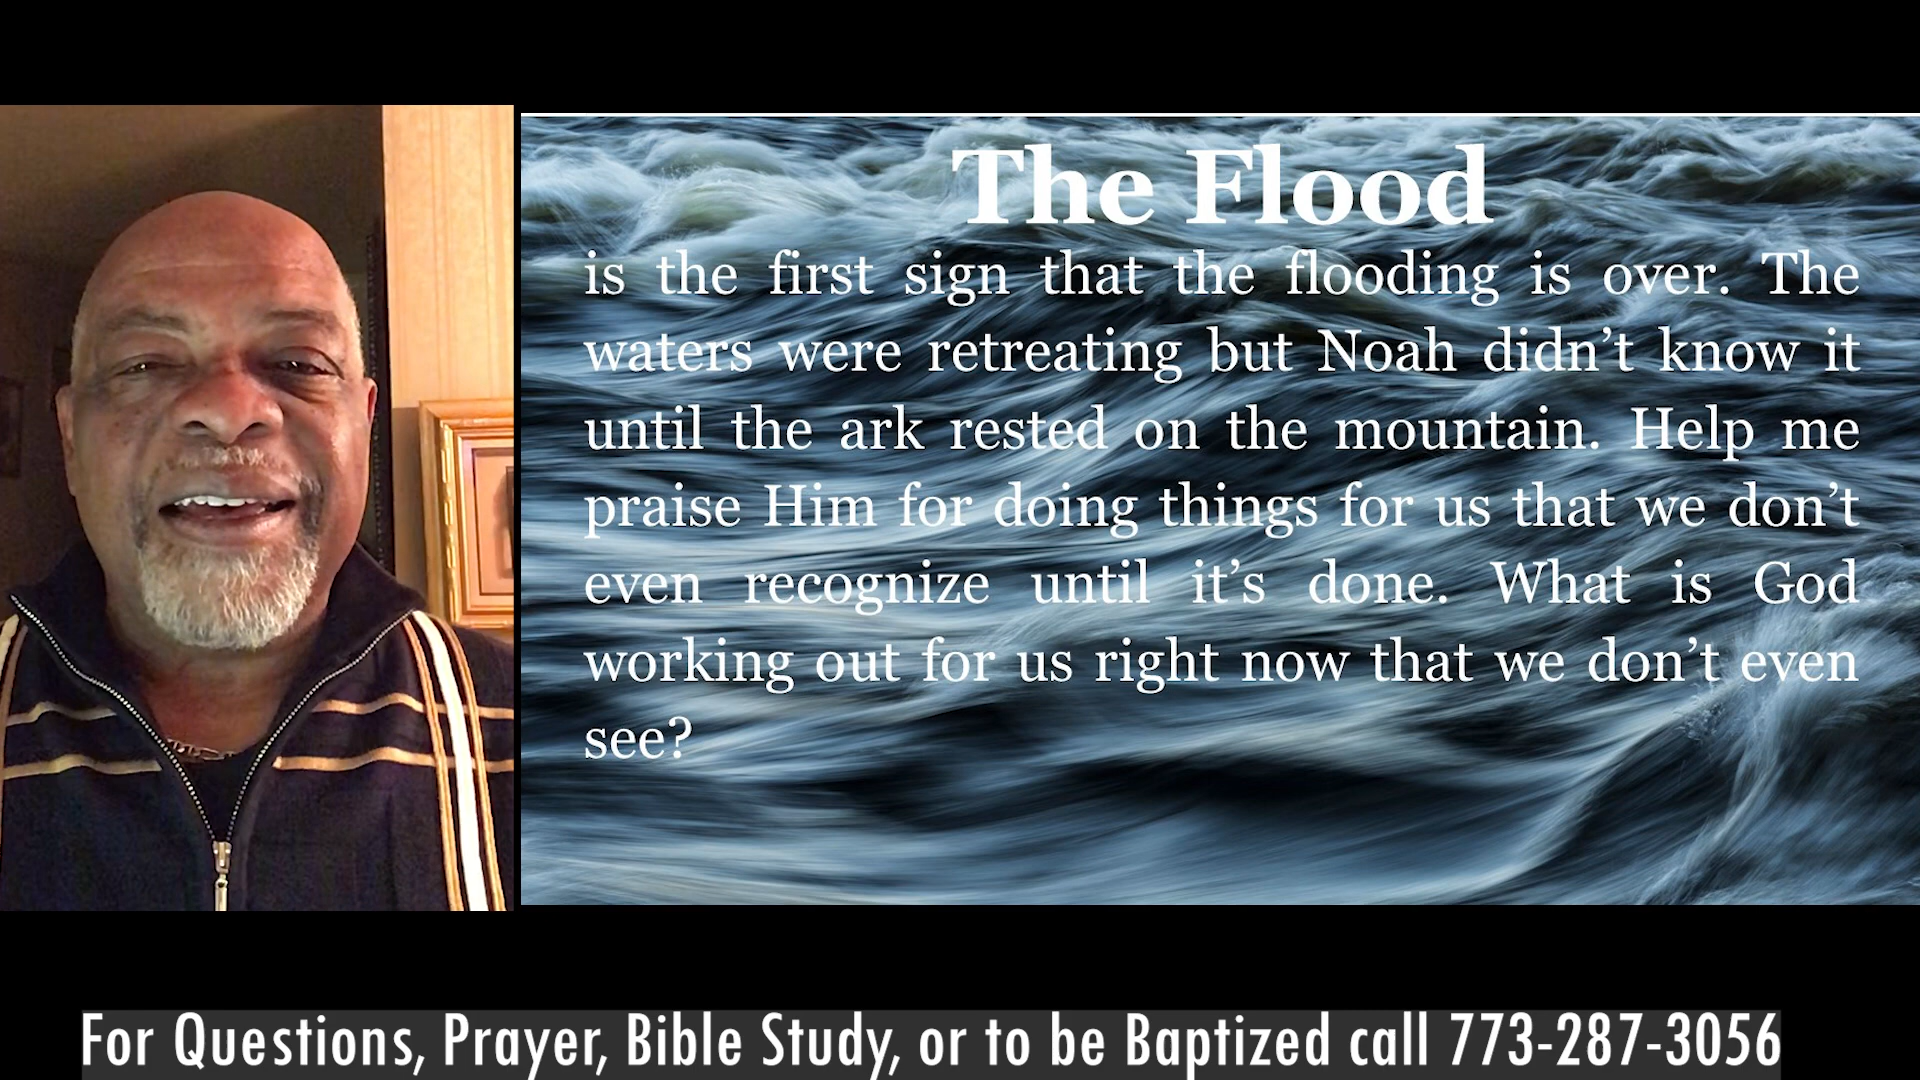 The Flood
is the first sign that the flooding is over. The
waters were retreating but Noah didn’t know it
until the ark rested on the mountain. Help me
praise Him for doing things for us that we don’t
even recognize until it’s done. What is God
working out for us right now that we don’t even
see?
For Questions, Prayer, Bible Study, or to be Baptized call 773-287-3056